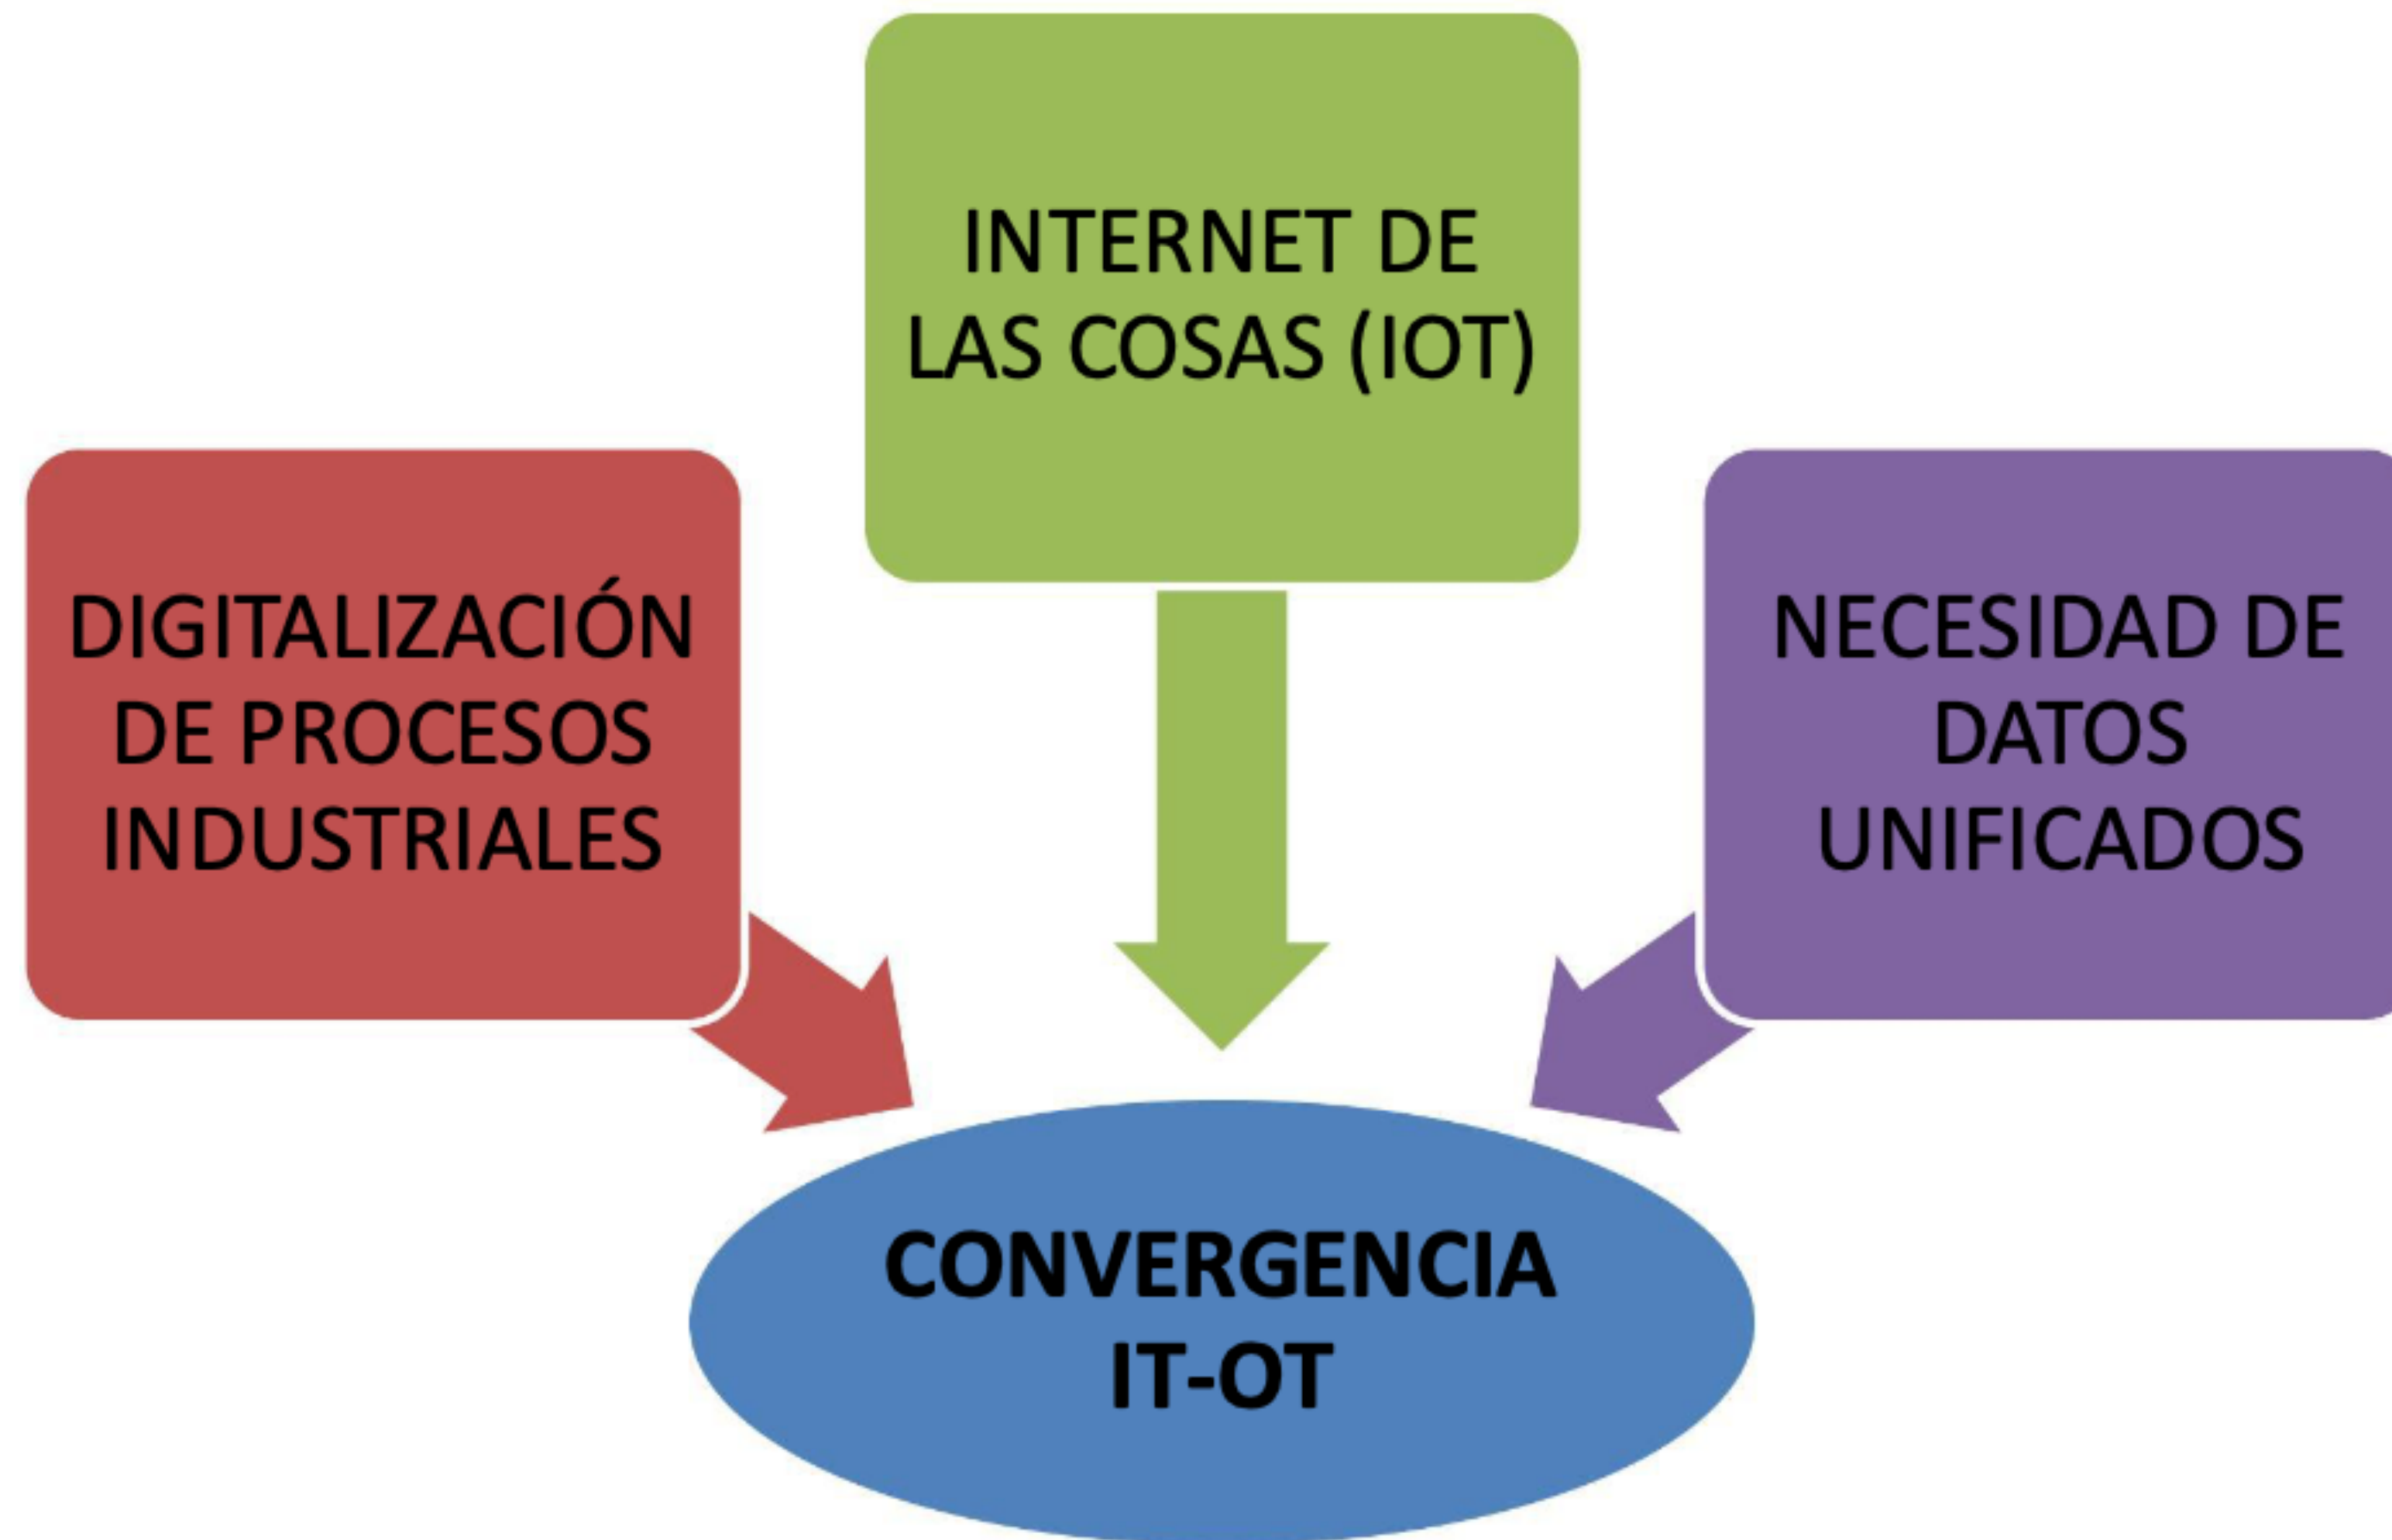 INTERNET DE
LAS COSAS (IOT)
DIGITALIZACIÓN
DE PROCESOS
INDUSTRIALES
NECESIDAD DE
DATOS
UNIFICADOS
CONVERGENCIA
IT-OT